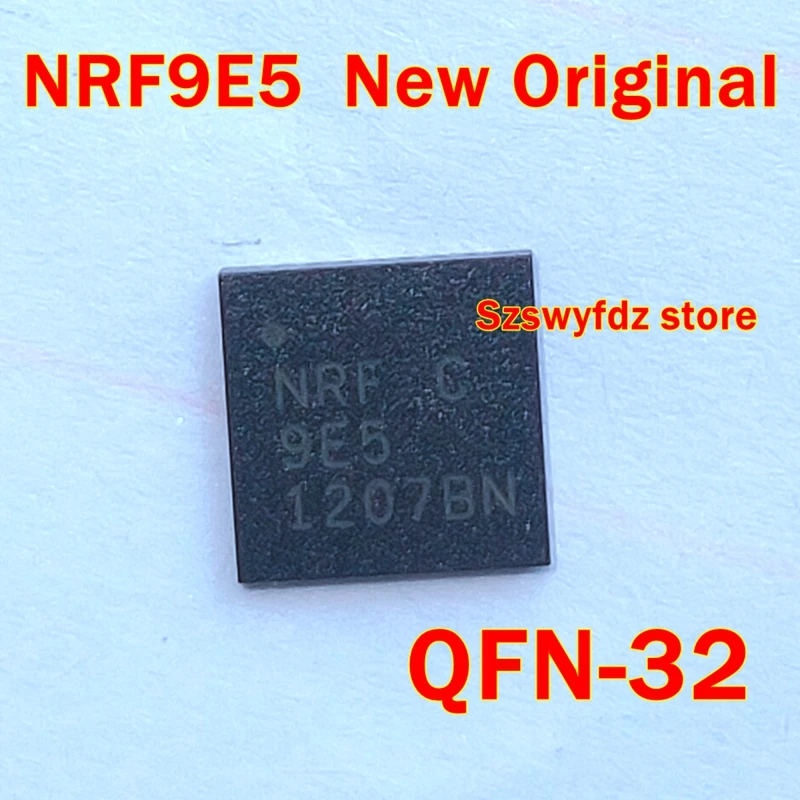 NRF9E5 New Original
Szswyfdz store
NRF C
9E5
1207BN
QFN-32